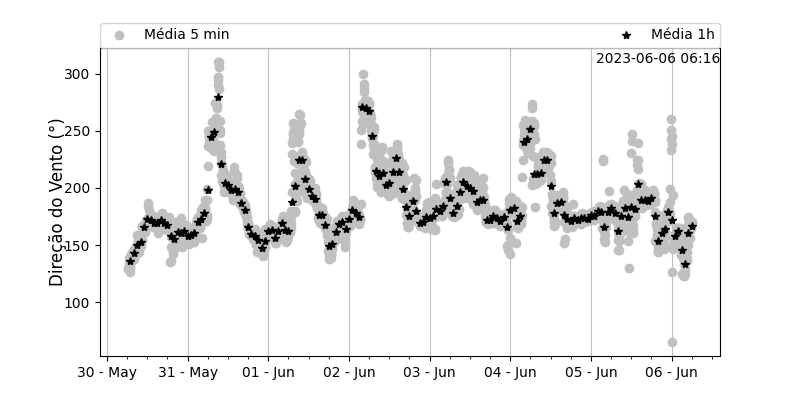 Média 5 min
Média 1h
2023-06-06 06:16
Direção do Vento (°)
300
250
200
150
100
30 - May
31 - May
01 - Jun
02 - Jun
03 - Jun
04 - Jun
05 - Jun
06 - Jun